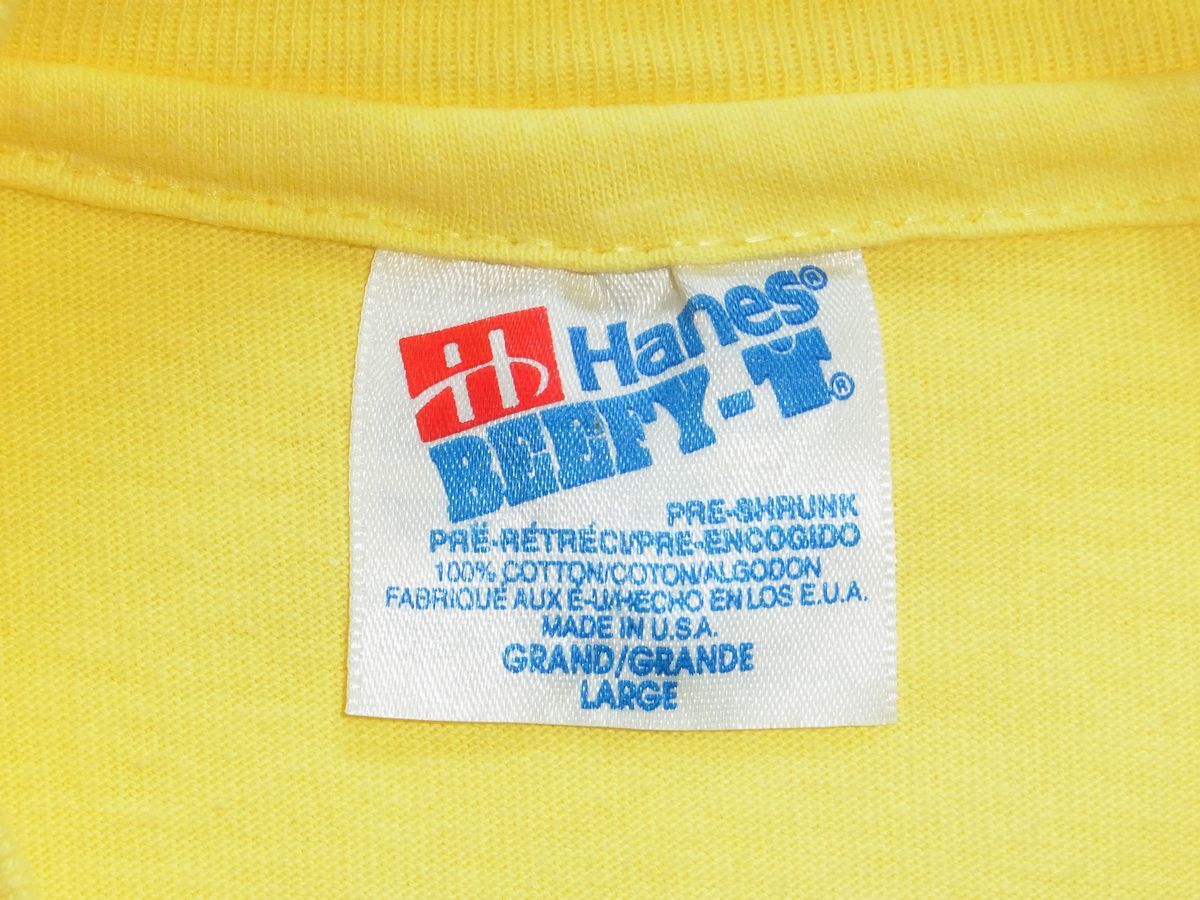 Hanes®
BEEFY-T®
PRE-SHRUNK
PRÉ-RÉTRÉCI/PRE-ENCOGIDO
100% COTTON/COTON/ALGODON
FABRIQUÉ AUX É-U/HECHO EN LOS E.U.A.
MADE IN U.S.A.
GRAND/GRANDE
LARGE